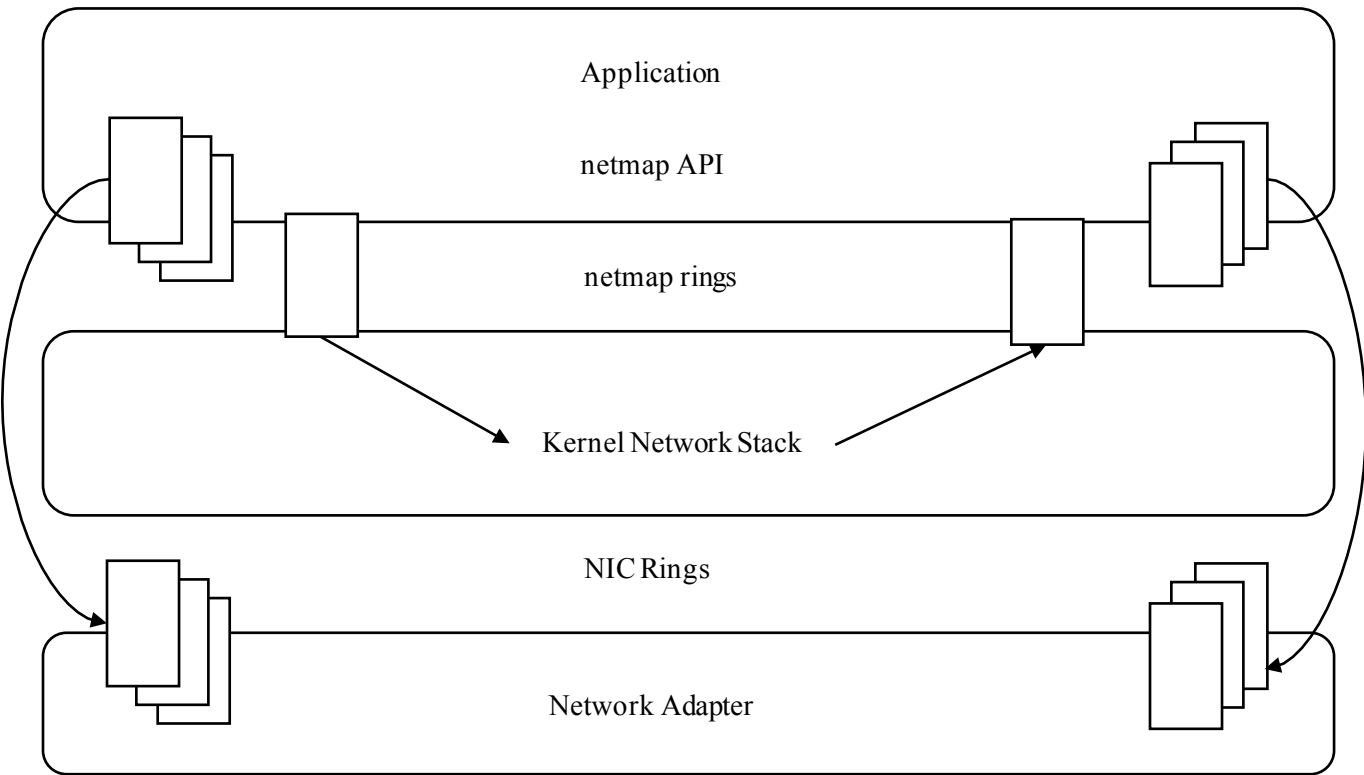 Application
netmap API
netmap rings
Kernel Network Stack
NIC Rings
Network Adapter